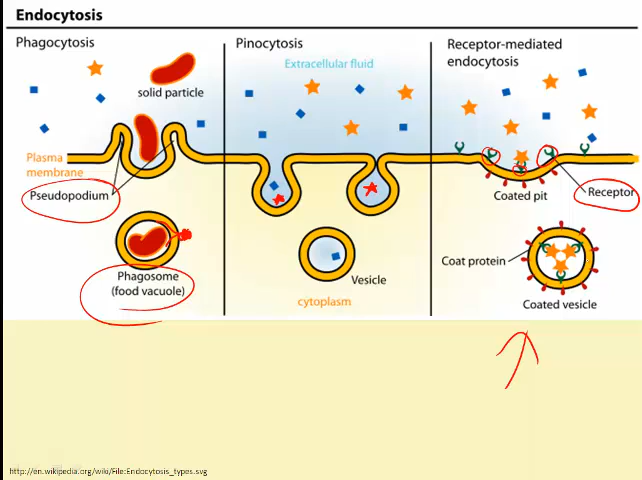 Endocytosis
Phagocytosis
solid particle
Plasma
membrane
Pseudopodium
Phagosome
(food vacuole)
Pinocytosis
Extracellular fluid
Vesicle
cytoplasm
Receptor-mediated
endocytosis
Coated pit
Receptor
Coat protein
Coated vesicle
http://en.wikipedia.org/wiki/File:Endocytosis_types.svg